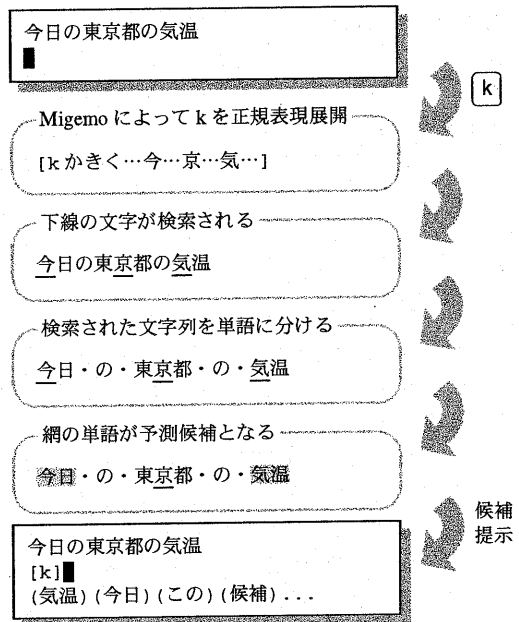 今日の東京都の気温
k
Migemo によって k を正規表現展開
[kかきく…今…京…気…]
下線の文字が検索される
今日の東京都の気温
検索された文字列を単語に分ける
今日・の・東京都・の・気温
網の単語が予測候補となる
今日・の・東京都・の・気温
候補
提示
今日の東京都の気温
[k]
(気温)(今日)(この)(候補)...